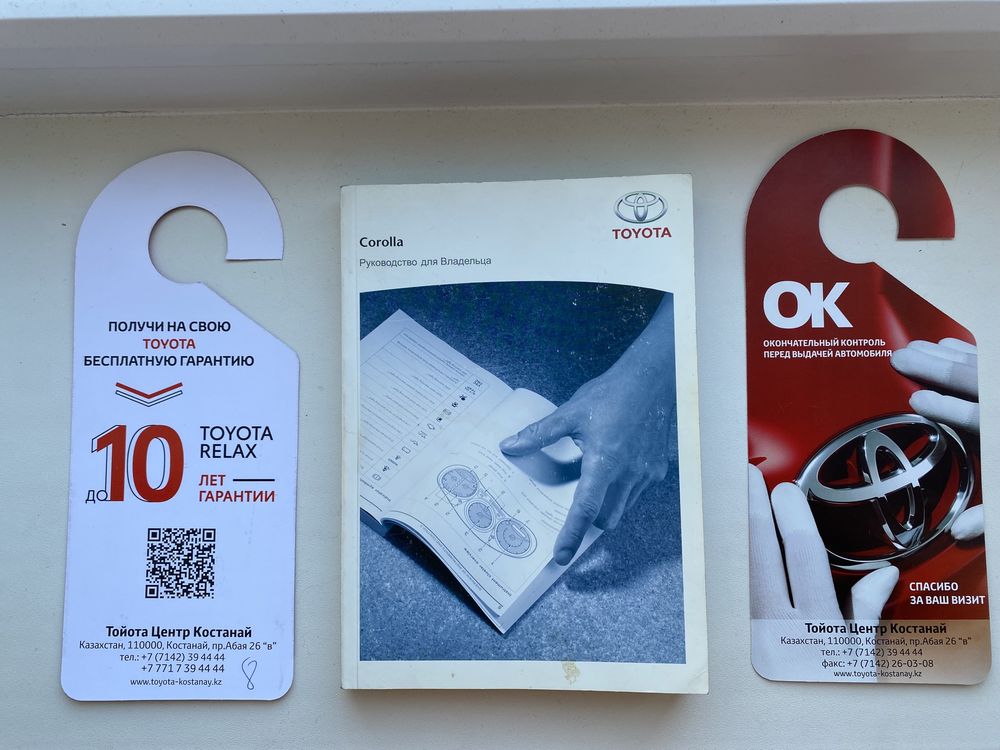 ПОЛУЧИ НА СВОЮ
TOYOTA
БЕСПЛАТНУЮ ГАРАНТИЮ
ДО 10
TOYOTA
RELAX
ЛЕТ
ГАРАНТИИ
Тойота Центр Костанай
Казахстан, 110000, Костанай, пр.Абая 26 "в"
тел.: +7 (7142) 39 44 44
+7 771 7 39 44 44
www.toyota-kostanay.kz
8
TOYOTA
Corolla
Руководство для Владельца
OK
ОКОНЧАТЕЛЬНЫЙ КОНТРОЛЬ
ПЕРЕД ВЫДАЧЕЙ АВТОМОБИЛЯ
СПАСИБО
ЗА ВАШ ВИЗИТ
Тойота Центр Костанай
Казахстан, 110000, Костанай, пр.Абая 26 "в"
тел.: +7 (7142) 39 44 44
факс: +7 (7142) 26-03-08
www.toyota-kostanay.kz